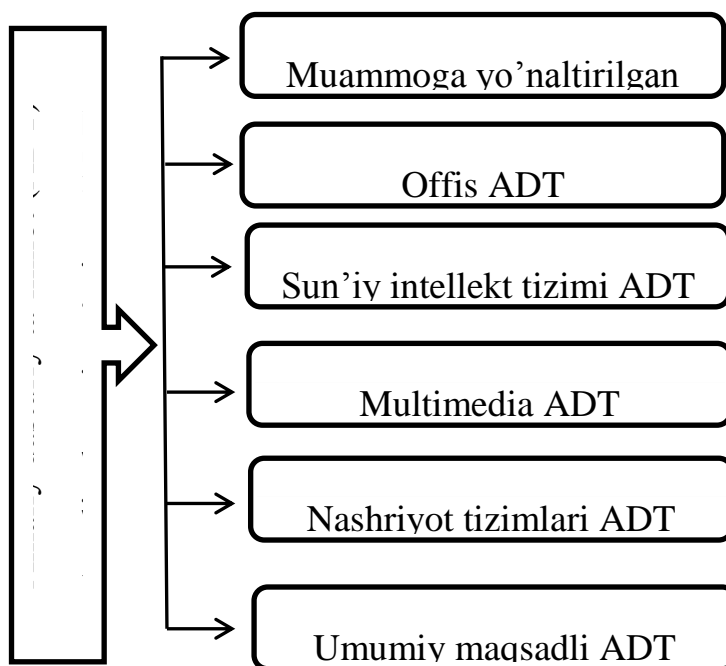 Muammoga yo’naltirilgan
Offis ADT
Sun’iy intellekt tizimi ADT
Multimedia ADT
Nashriyot tizimlari ADT
Umumiy maqsadli ADT